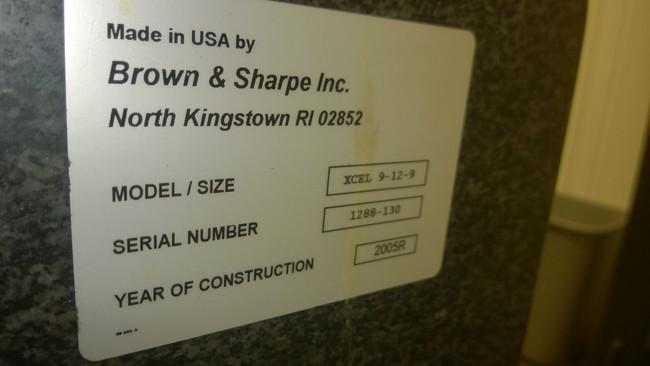 Made in USA by
Brown & Sharpe Inc.
North Kingstown RI 02852
MODEL / SIZE XCEL 9-12-9
SERIAL NUMBER 1288-130
YEAR OF CONSTRUCTION 2005R